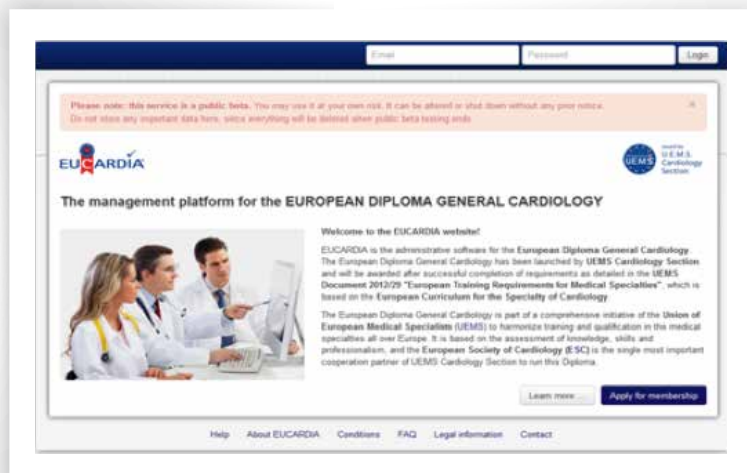 Email Password Login
Please note: this service is a public beta. You may use it at your own risk. It can be altered or shut down without any prior notice. ×
Do not store any important data here, since everything will be deleted when public beta testing ends.
EUCARDIA
UEMS
issued by
U.E.M.S.
Cardiology
Section
The management platform for the EUROPEAN DIPLOMA GENERAL CARDIOLOGY
Welcome to the EUCARDIA website!
EUCARDIA is the administrative software for the European Diploma General Cardiology.
The European Diploma General Cardiology has been launched by UEMS Cardiology Section
and will be awarded after successful completion of requirements as detailed in the UEMS
Document 2012/29 "European Training Requirements for Medical Specialties", which is
based on the European Curriculum for the Specialty of Cardiology.
The European Diploma General Cardiology is part of a comprehensive initiative of the Union of
European Medical Specialists (UEMS) to harmonize training and qualification in the medical
specialties all over Europe. It is based on the assessment of knowledge, skills and
professionalism, and the European Society of Cardiology (ESC) is the single most important
cooperation partner of UEMS Cardiology Section to run this Diploma.
Learn more ... Apply for membership
Help About EUCARDIA Conditions FAQ Legal information Contact